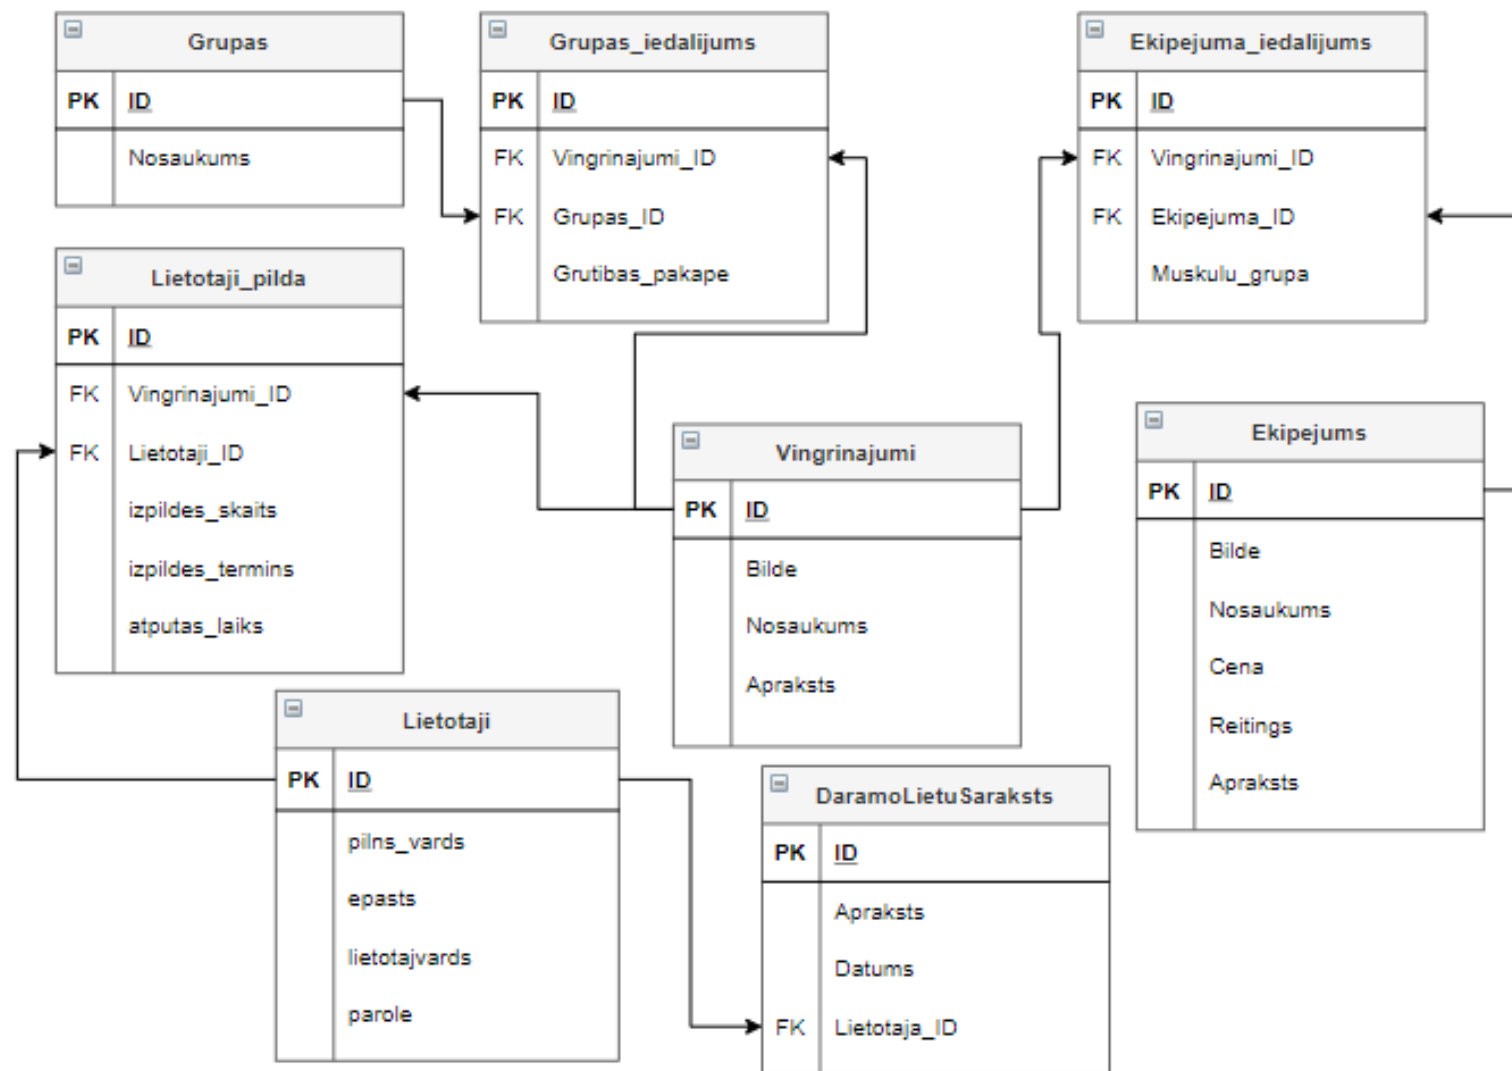 Grupas
PK ID
Nosaukums
Grupas_iedalijums
PK ID
FK Vingrinajumi_ID
FK Grupas_ID
Grutibas_pakape
Ekipejuma_iedalijums
PK ID
FK Vingrinajumi_ID
FK Ekipejuma_ID
Muskulu_grupa
Lietotaji_pilda
PK ID
FK Vingrinajumi_ID
FK Lietotaji_ID
izpildes_skaits
izpildes_termins
atputas_laiks
Vingrinajumi
PK ID
Bilde
Nosaukums
Apraksts
Ekipejums
PK ID
Bilde
Nosaukums
Cena
Reitings
Apraksts
Lietotaji
PK ID
pilns_vards
epasts
lietotajvards
parole
DaramoLietuSaraksts
PK ID
Apraksts
Datums
FK Lietotaja_ID